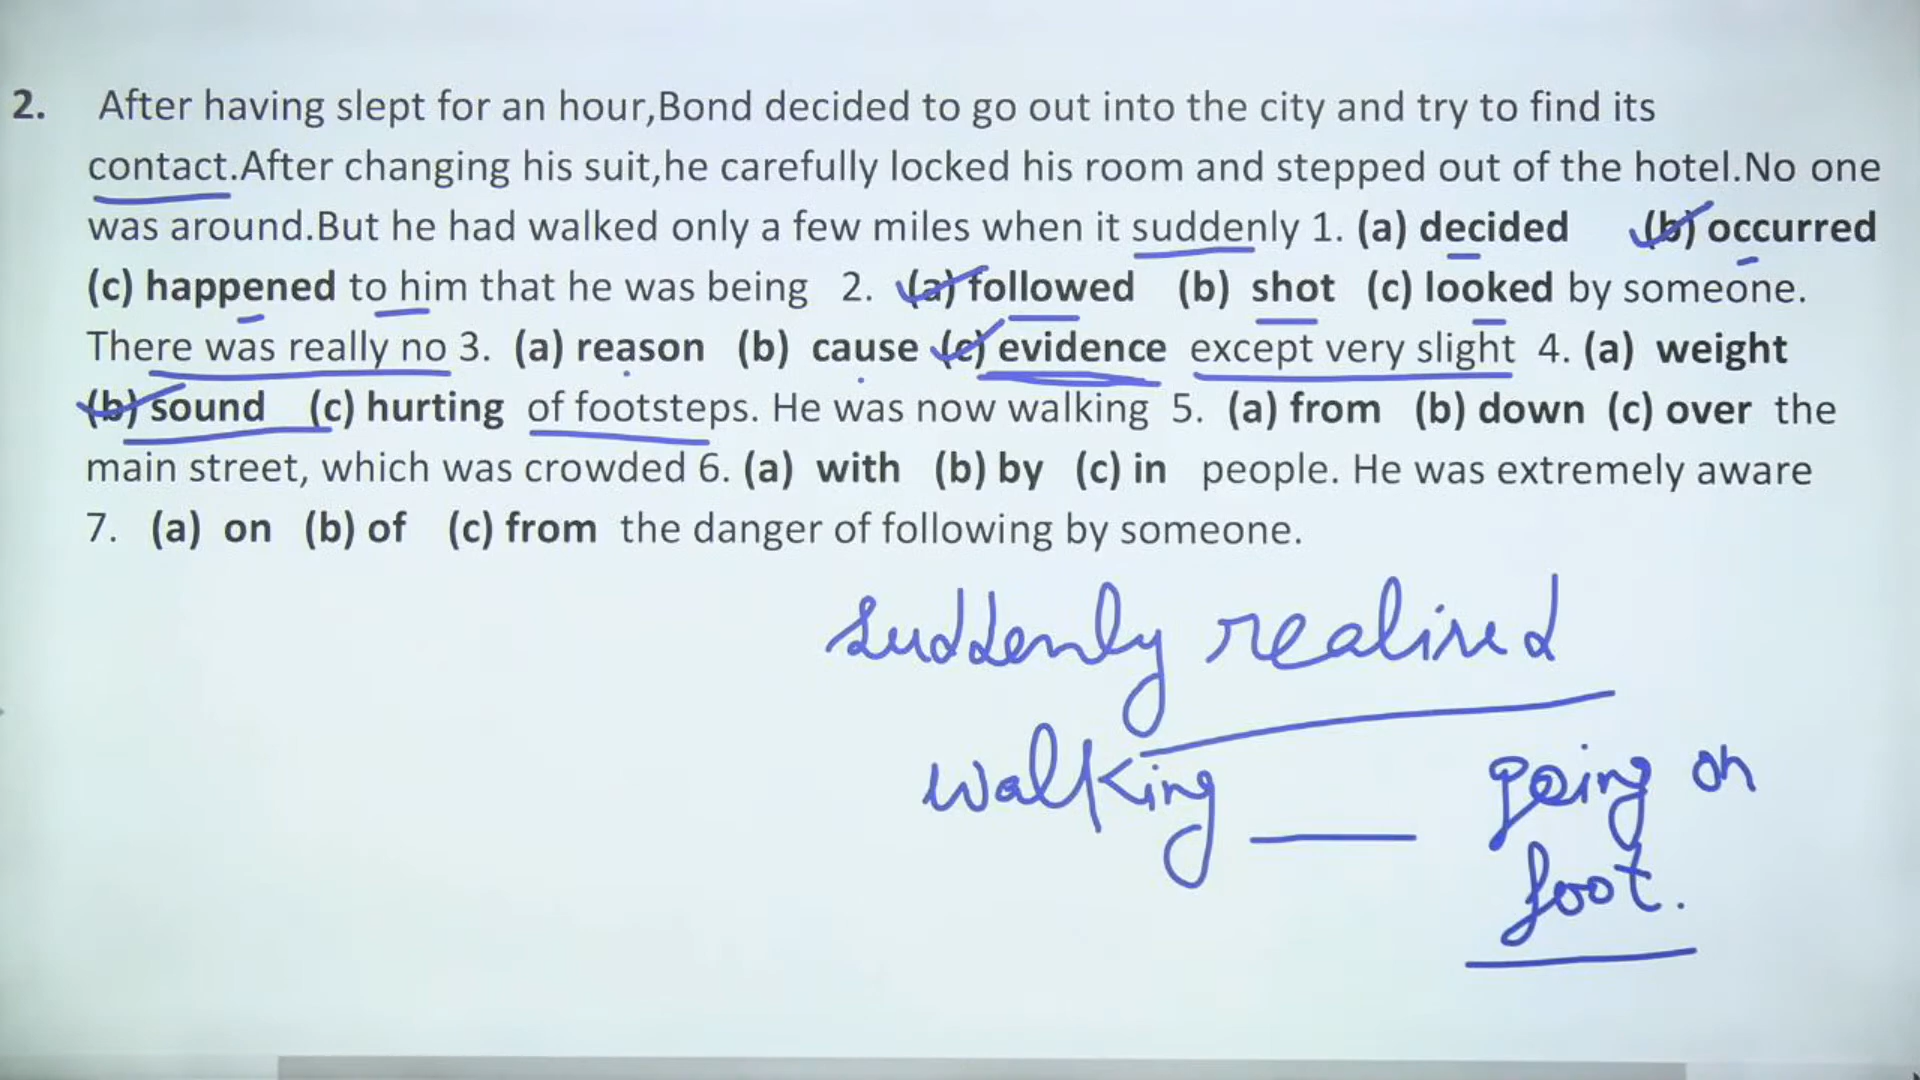 2. After having slept for an hour,Bond decided to go out into the city and try to find its
contact.After changing his suit,he carefully locked his room and stepped out of the hotel.No one
was around.But he had walked only a few miles when it suddenly 1. (a) decided (b) occurred
(c) happened to him that he was being 2. (a) followed (b) shot (c) looked by someone.
There was really no 3. (a) reason (b) cause (c) evidence except very slight 4. (a) weight
(b) sound (c) hurting of footsteps. He was now walking 5. (a) from (b) down (c) over the
main street, which was crowded 6. (a) with (b) by (c) in people. He was extremely aware
7. (a) on (b) of (c) from the danger of following by someone.
suddenly realised
walking ___ going on
foot.